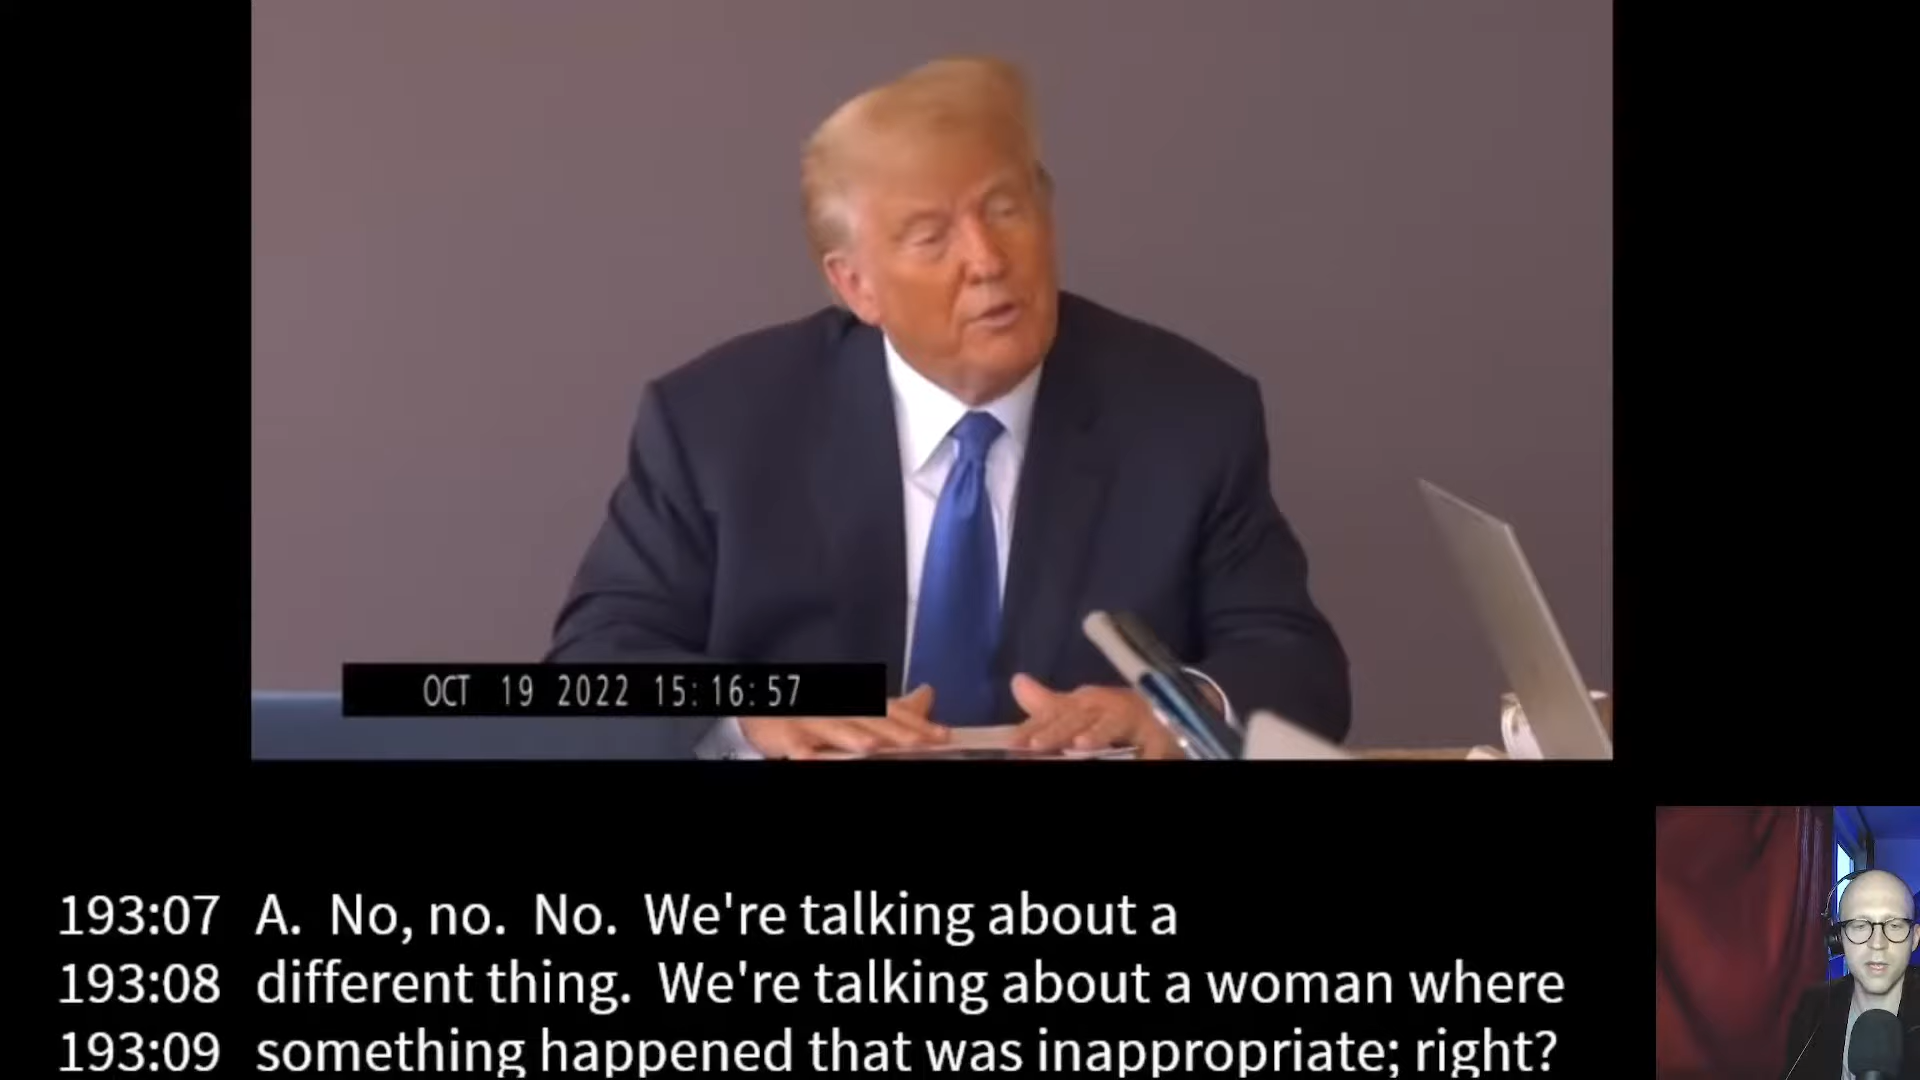 OCT 19 2022 15:16:57
193:07 A. No, no. No. We're talking about a
193:08 different thing. We're talking about a woman where
193:09 something happened that was inappropriate; right?